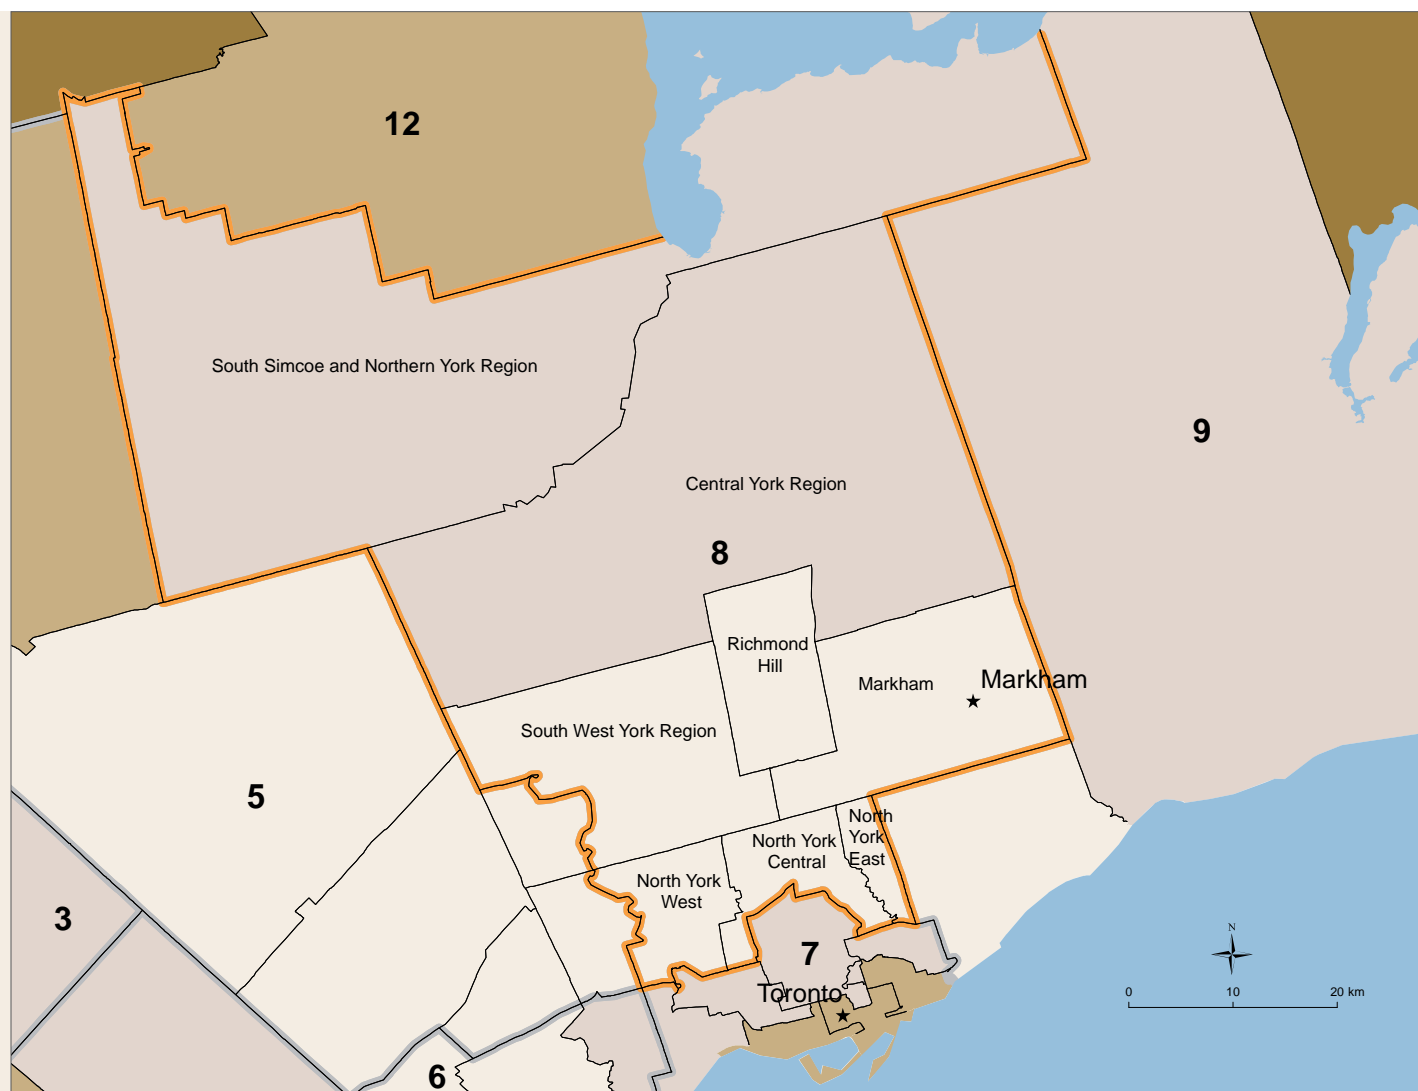 12
South Simcoe and Northern York Region
9
Central York Region
8
Richmond
Hill
Markham
Markham
South West York Region
5
North
York
East
North York
Central
North York
West
3
7
N
Toronto
0
10
20 km
6